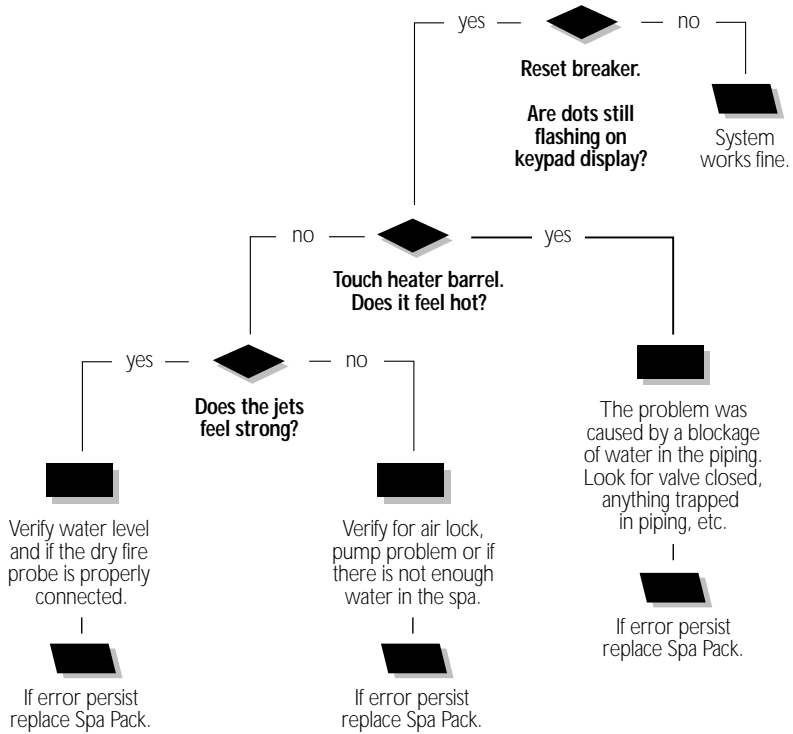 yes
no
Reset breaker.
Are dots still
flashing on
keypad display?
System
works fine.
no
yes
Touch heater barrel.
Does it feel hot?
yes
no
Does the jets
feel strong?
The problem was
caused by a blockage
of water in the piping.
Look for valve closed,
anything trapped
in piping, etc.
Verify water level
and if the dry fire
probe is properly
connected.
Verify for air lock,
pump problem or if
there is not enough
water in the spa.
If error persist
replace Spa Pack.
If error persist
replace Spa Pack.
If error persist
replace Spa Pack.